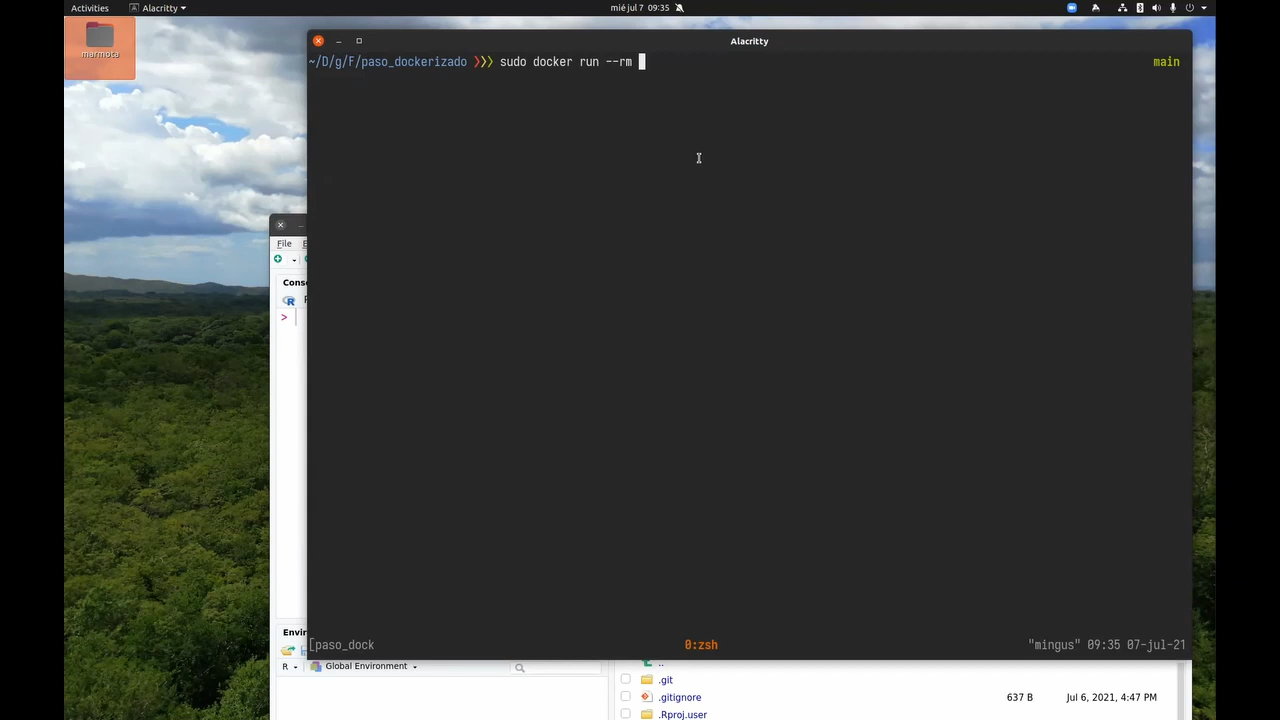 Activities Alacritty mié jul 7 09:35
marmota
Alacritty
~/D/g/F/paso_dockerizado ❯❯❯ sudo docker run --rm main
File
Cons
>
Envir
[paso_dock 0:zsh "mingus" 09:35 07-jul-21
R Global Environment
..
.git
.gitignore 637 B Jul 6, 2021, 4:47 PM
.Rproj.user